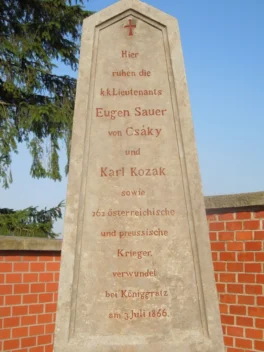 Hier
ruhen die
k.k.Lieutenants
Eugen Sauer
von Csáky
und
Karl Kozak
sowie
162 österreichische
und preussische
Krieger,
verwundet
bei Königgrätz
am 3. Juli 1866.